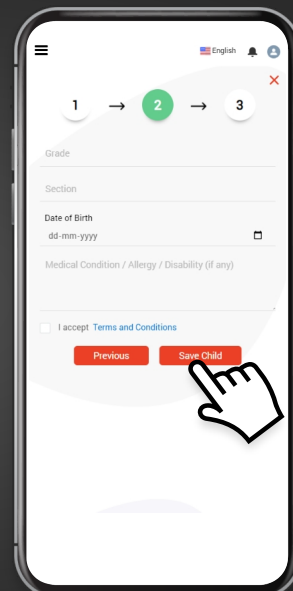 English
1 → 2 → 3
Grade
Section
Date of Birth
dd-mm-yyyy
Medical Condition / Allergy / Disability (if any)
I accept Terms and Conditions
Previous Save Child